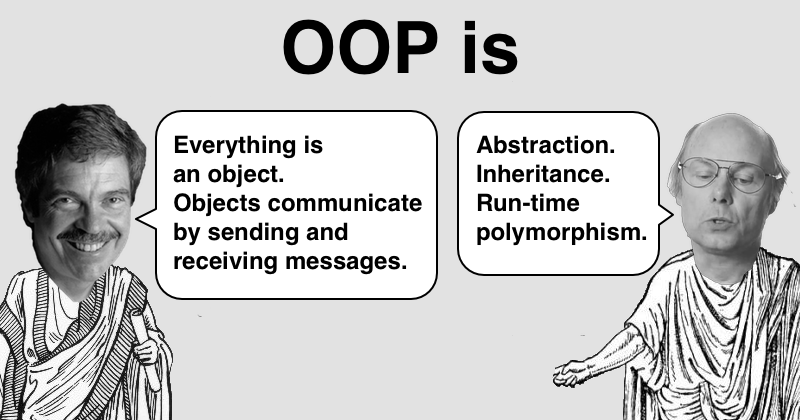 OOP is
Everything is
an object.
Objects communicate
by sending and
receiving messages.
Abstraction.
Inheritance.
Run-time
polymorphism.